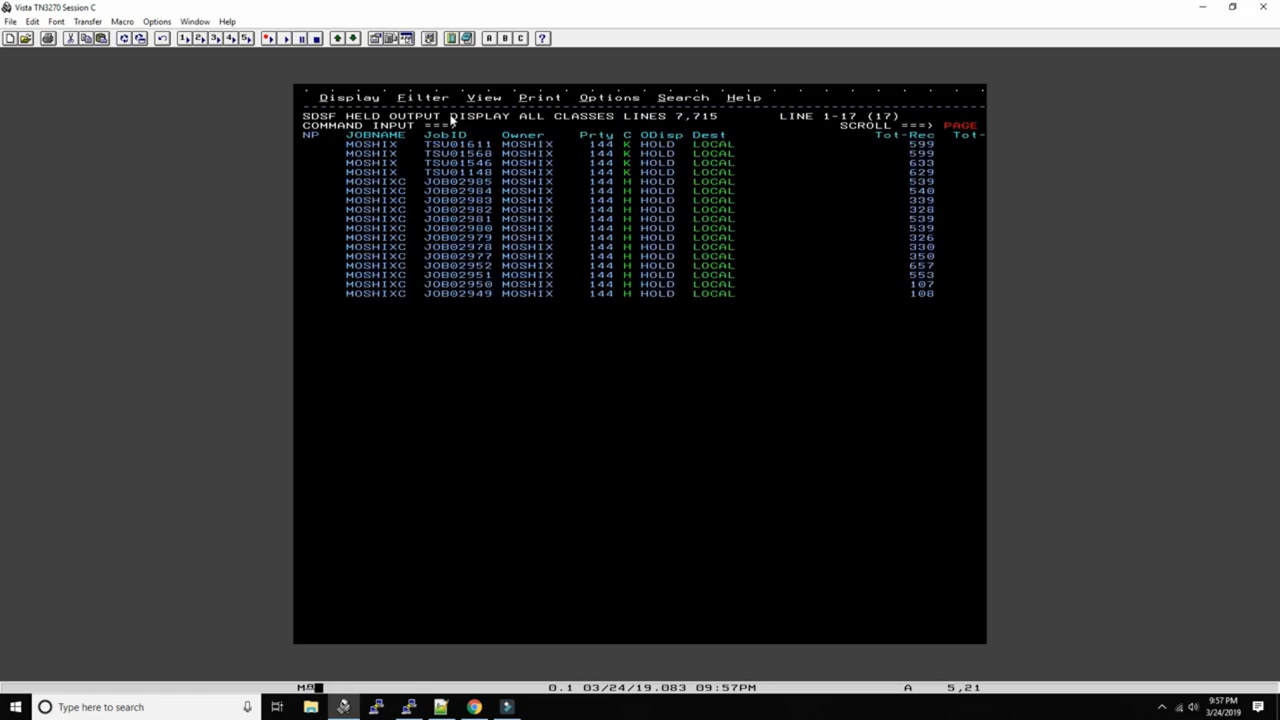 Vista TN3270 Session C
File Edit Font Transfer Macro Options Window Help
1 2 3 4 5 A B C ?
Display Filter View Print Options Search Help
SDSF HELD OUTPUT DISPLAY ALL CLASSES LINES 7,715 LINE 1-17 (17)
COMMAND INPUT ===> SCROLL ===> PAGE
NP JOBNAME JobID Owner Prty C ODisp Dest Tot-Rec Tot-
MOSHIX TSU01611 MOSHIX 144 K HOLD LOCAL 599
MOSHIX TSU01568 MOSHIX 144 K HOLD LOCAL 599
MOSHIX TSU01546 MOSHIX 144 K HOLD LOCAL 633
MOSHIX TSU01148 MOSHIX 144 K HOLD LOCAL 629
MOSHIXC JOB02985 MOSHIX 144 H HOLD LOCAL 539
MOSHIXC JOB02984 MOSHIX 144 H HOLD LOCAL 540
MOSHIXC JOB02983 MOSHIX 144 H HOLD LOCAL 339
MOSHIXC JOB02982 MOSHIX 144 H HOLD LOCAL 328
MOSHIXC JOB02981 MOSHIX 144 H HOLD LOCAL 539
MOSHIXC JOB02980 MOSHIX 144 H HOLD LOCAL 539
MOSHIXC JOB02979 MOSHIX 144 H HOLD LOCAL 326
MOSHIXC JOB02978 MOSHIX 144 H HOLD LOCAL 330
MOSHIXC JOB02977 MOSHIX 144 H HOLD LOCAL 350
MOSHIXC JOB02952 MOSHIX 144 H HOLD LOCAL 657
MOSHIXC JOB02951 MOSHIX 144 H HOLD LOCAL 553
MOSHIXC JOB02950 MOSHIX 144 H HOLD LOCAL 107
MOSHIXC JOB02949 MOSHIX 144 H HOLD LOCAL 108
0.1 03/24/19.083 09:57PM A 5,21
Type here to search
9:57 PM
3/24/2019